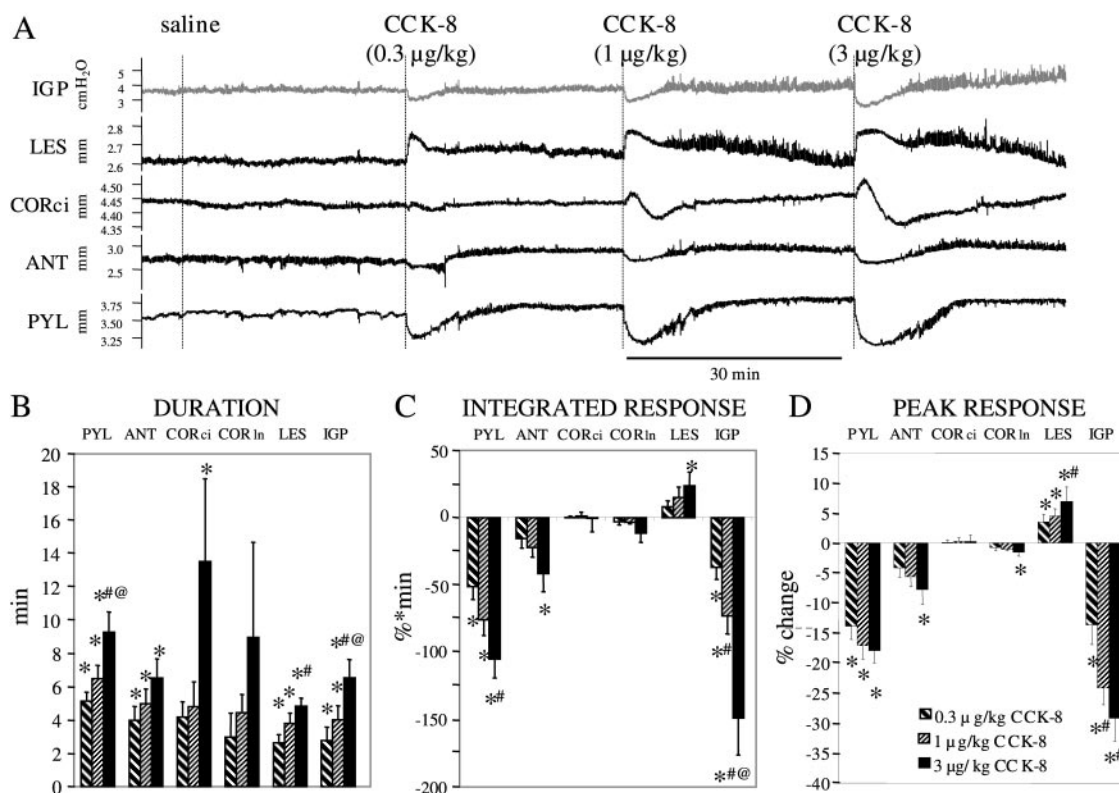 A
saline
CCK-8
(0.3 µg/kg)
CCK-8
(1 µg/kg)
CCK-8
(3 µg/kg)
IGP
cm H2O
5
4
3
LES
mm
2.8
2.7
2.6
CORci
mm
4.50
4.45
4.40
4.35
ANT
mm
3.0
2.5
PYL
mm
3.75
3.50
3.25
30 min
B
DURATION
PYL ANT CORci CORln LES IGP
min
20
18
16
14
12
10
8
6
4
2
0
* * *#@
* * *
*
* * *#
* * *#@
C
INTEGRATED RESPONSE
PYL ANT CORci CORln LES IGP
%*min
50
0
-50
-100
-150
-200
* * *#
*
*
* *# *#@
D
PEAK RESPONSE
PYL ANT CORci CORln LES IGP
% change
15
10
5
0
-5
-10
-15
-20
-25
-30
-35
-40
* * *
*
*
* * *#
* *# *#
0.3 µ g/kg CCK-8
1 µ g/kg CCK-8
3 µg/ kg CC K-8